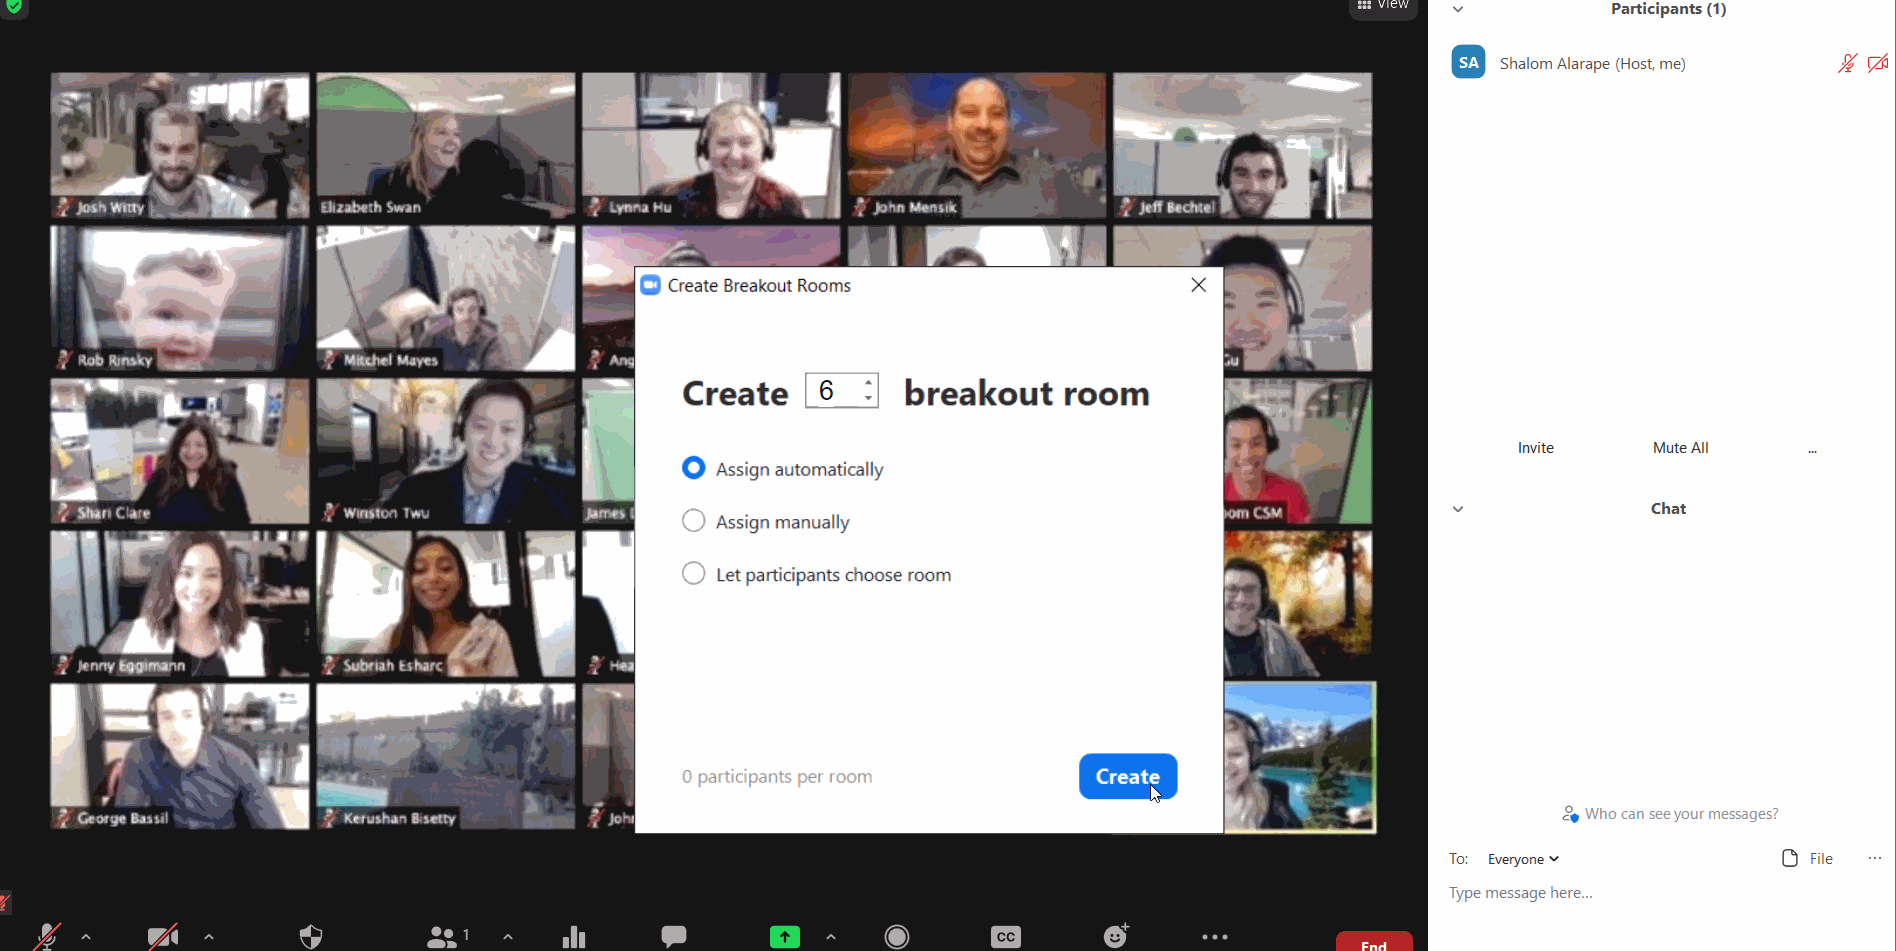 View
Josh Witty
Elizabeth Swan
Lynna Hu
John Mensik
Jeff Bechtel
Rob Rinsky
Mitchel Mayes
Ang
Gu
Shari Clare
Winston Twu
James
om CSM
Jenny Eggimann
Subriah Esharc
Hea
George Bassil
Kerushan Bisetty
John
Create Breakout Rooms
Create 6 breakout room
Assign automatically
Assign manually
Let participants choose room
0 participants per room
Create
1
CC
End
Participants (1)
SA
Shalom Alarape (Host, me)
Invite
Mute All
...
Chat
Who can see your messages?
To:
Everyone
File
Type message here...